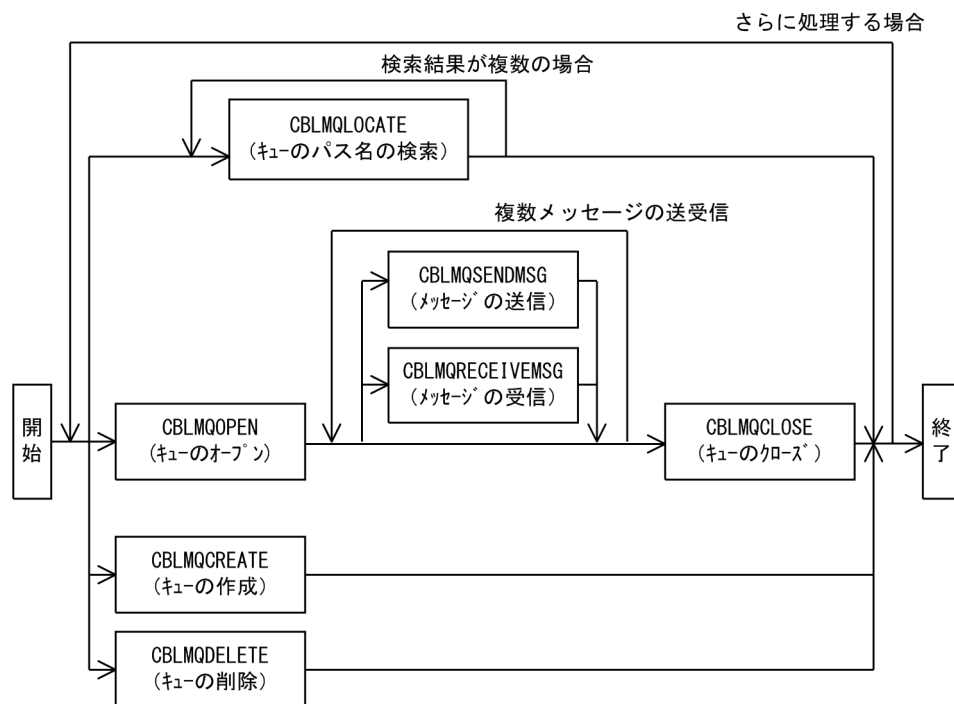 さらに処理する場合
検索結果が複数の場合
CBLMQLOCATE
(ｷｭｰのパス名の検索)
複数メッセージの送受信
CBLMQSENDMSG
(ﾒｯｾｰｼﾞの送信)
CBLMQRECEIVEMSG
(ﾒｯｾｰｼﾞの受信)
開始
CBLMQOPEN
(ｷｭｰのｵｰﾌﾟﾝ)
CBLMQCLOSE
(ｷｭｰのｸﾛｰｽﾞ)
終了
CBLMQCREATE
(ｷｭｰの作成)
CBLMQDELETE
(ｷｭｰの削除)